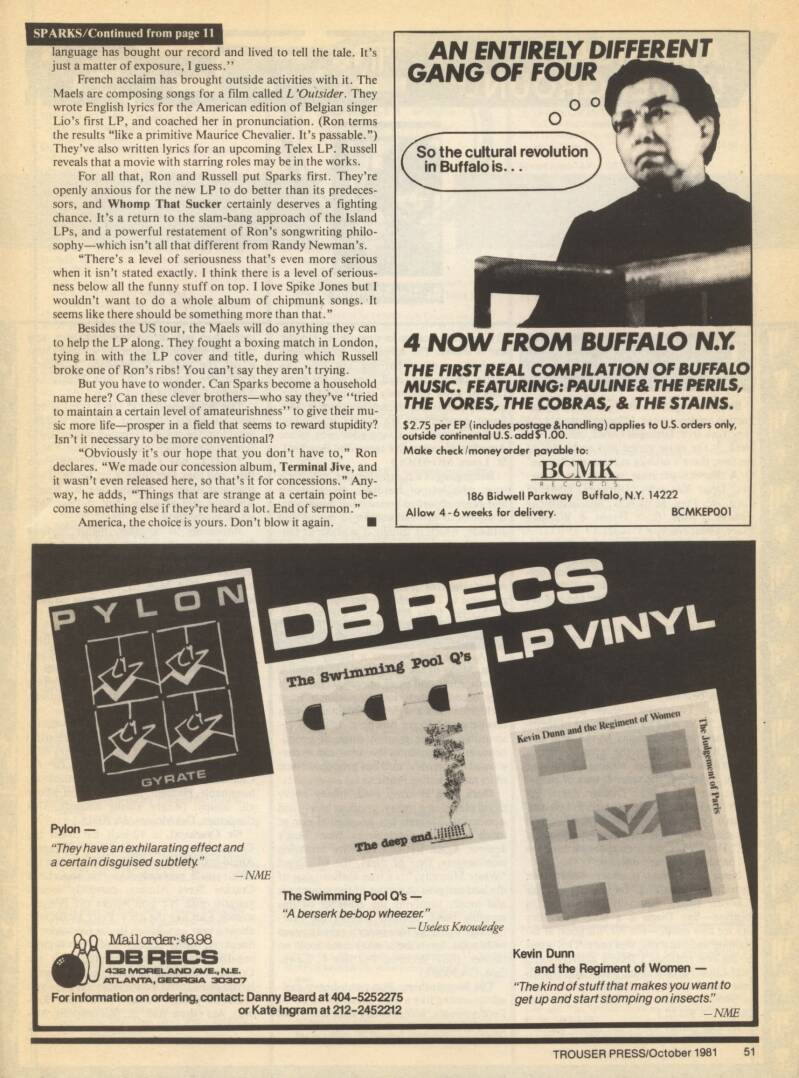 SPARKS/Continued from page 11
language has bought our record and lived to tell the tale. It's
just a matter of exposure, I guess.''
French acclaim has brought outside activities with it. The
Maels are composing songs for a film called L'Outsider. They
wrote English lyrics for the American edition of Belgian singer
Lio's first LP, and coached her in pronunciation. (Ron terms
the results "like a primitive Maurice Chevalier. It's passable.")
They've also written lyrics for an upcoming Telex LP. Russell
reveals that a movie with starring roles may be in the works.
For all that, Ron and Russell put Sparks first. They're
openly anxious for the new LP to do better than its predeces-
sors, and Whomp That Sucker certainly deserves a fighting
chance. It's a return to the slam-bang approach of the Island
LPs, and a powerful restatement of Ron's songwriting philo-
sophy—which isn't all that different from Randy Newman's.
"There's a level of seriousness that's even more serious
when it isn't stated exactly. I think there is a level of serious-
ness below all the funny stuff on top. I love Spike Jones but I
wouldn't want to do a whole album of chipmunk songs. It
seems like there should be something more than that."
Besides the US tour, the Maels will do anything they can
to help the LP along. They fought a boxing match in London,
tying in with the LP cover and title, during which Russell
broke one of Ron's ribs! You can't say they aren't trying.
But you have to wonder. Can Sparks become a household
name here? Can these clever brothers—who say they've ''tried
to maintain a certain level of amateurishness'' to give their mu-
sic more life—prosper in a field that seems to reward stupidity?
Isn't it necessary to be more conventional?
"Obviously it's our hope that you don't have to," Ron
declares. "We made our concession album, Terminal Jive, and
it wasn't even released here, so that's it for concessions." Any-
way, he adds, "Things that are strange at a certain point be-
come something else if they're heard a lot. End of sermon."
America, the choice is yours. Don't blow it again. ■
AN ENTIRELY DIFFERENT
GANG OF FOUR
So the cultural revolution
in Buffalo is...
4 NOW FROM BUFFALO N.Y.
THE FIRST REAL COMPILATION OF BUFFALO
MUSIC. FEATURING: PAULINE & THE PERILS,
THE VORES, THE COBRAS, & THE STAINS.
$2.75 per EP (includes postage & handling) applies to U.S. orders only,
outside continental U.S. add $1.00.
Make check/money order payable to:
BCMK
RECORDS
186 Bidwell Parkway Buffalo, N.Y. 14222
Allow 4-6 weeks for delivery. BCMKEP001
DB RECS
LP VINYL
PYLON
GYRATE
The Swimming Pool Q's
The deep end
Kevin Dunn and the Regiment of Women
The Judgement of Paris
Pylon —
"They have an exhilarating effect and
a certain disguised subtlety."
— NME
The Swimming Pool Q's —
"A berserk be-bop wheezer."
— Useless Knowledge
Kevin Dunn
and the Regiment of Women —
"The kind of stuff that makes you want to
get up and start stomping on insects."
— NME
Mail order: $6.98
DB RECS
432 MORELAND AVE., N.E.
ATLANTA, GEORGIA 30307
For information on ordering, contact: Danny Beard at 404-5252275
or Kate Ingram at 212-2452212
TROUSER PRESS/October 1981 51